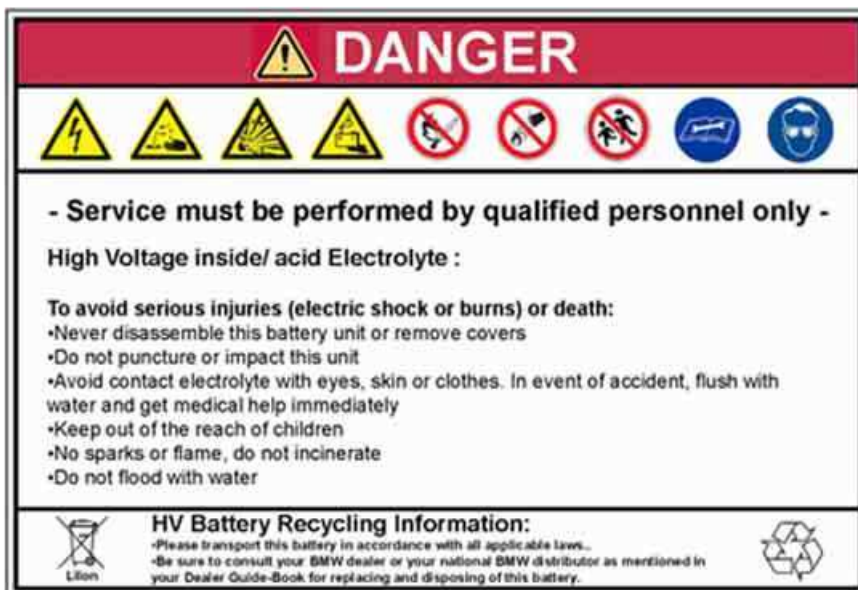 DANGER
- Service must be performed by qualified personnel only -
High Voltage inside/ acid Electrolyte :
To avoid serious injuries (electric shock or burns) or death:
•Never disassemble this battery unit or remove covers
•Do not puncture or impact this unit
•Avoid contact electrolyte with eyes, skin or clothes. In event of accident, flush with
water and get medical help immediately
•Keep out of the reach of children
•No sparks or flame, do not incinerate
•Do not flood with water
HV Battery Recycling Information:
•Please transport this battery in accordance with all applicable laws..
•Be sure to consult your BMW dealer or your national BMW distributor as mentioned in
your Dealer Guide-Book for replacing and disposing of this battery.
LiIon